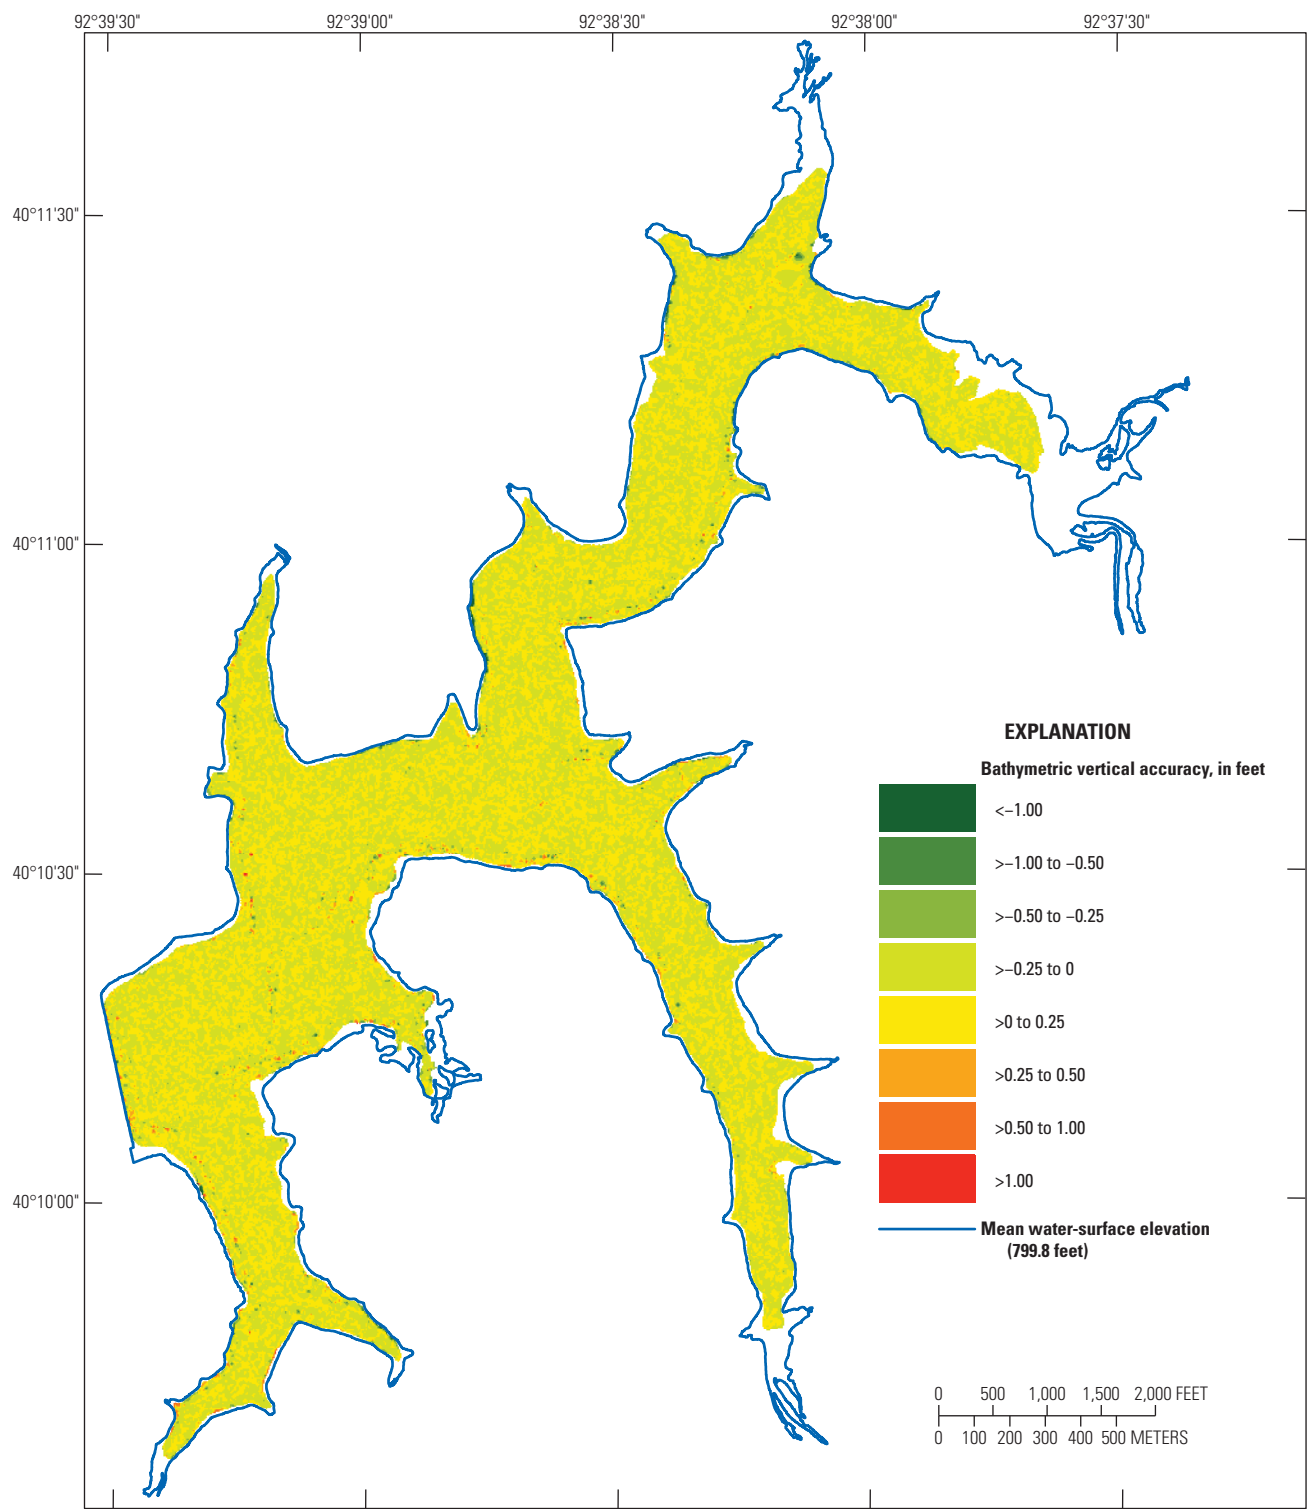 92°39'30" 92°39'00" 92°38'30" 92°38'00" 92°37'30"
40°11'30"
40°11'00"
40°10'30"
40°10'00"
EXPLANATION
Bathymetric vertical accuracy, in feet
<−1.00
>−1.00 to −0.50
>−0.50 to −0.25
>−0.25 to 0
>0 to 0.25
>0.25 to 0.50
>0.50 to 1.00
>1.00
Mean water-surface elevation
(799.8 feet)
0 500 1,000 1,500 2,000 FEET
0 100 200 300 400 500 METERS